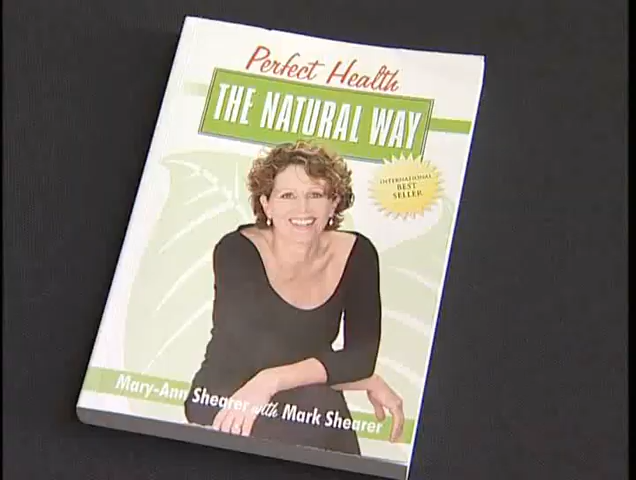 Perfect Health
THE NATURAL WAY
INTERNATIONAL
BEST
SELLER
Mary-Ann Shearer with Mark Shearer